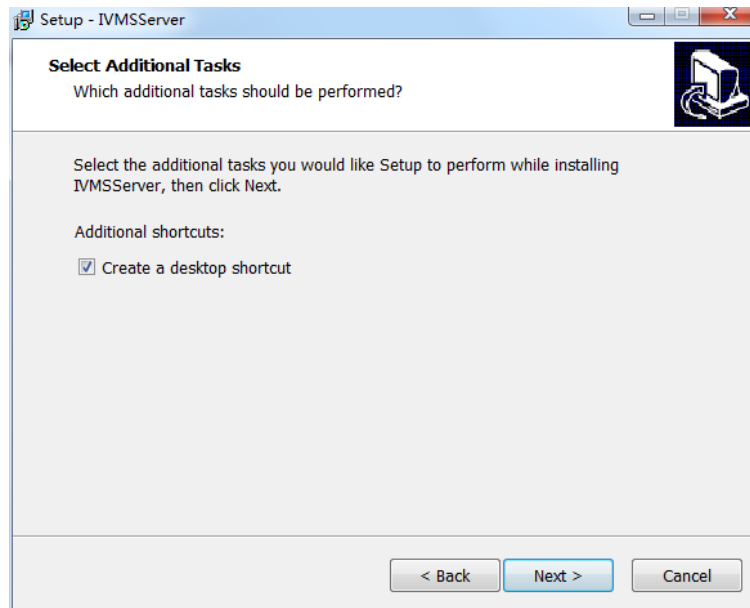 Setup - IVMSServer
Select Additional Tasks
Which additional tasks should be performed?
Select the additional tasks you would like Setup to perform while installing
IVMSServer, then click Next.
Additional shortcuts:
Create a desktop shortcut
< Back
Next >
Cancel